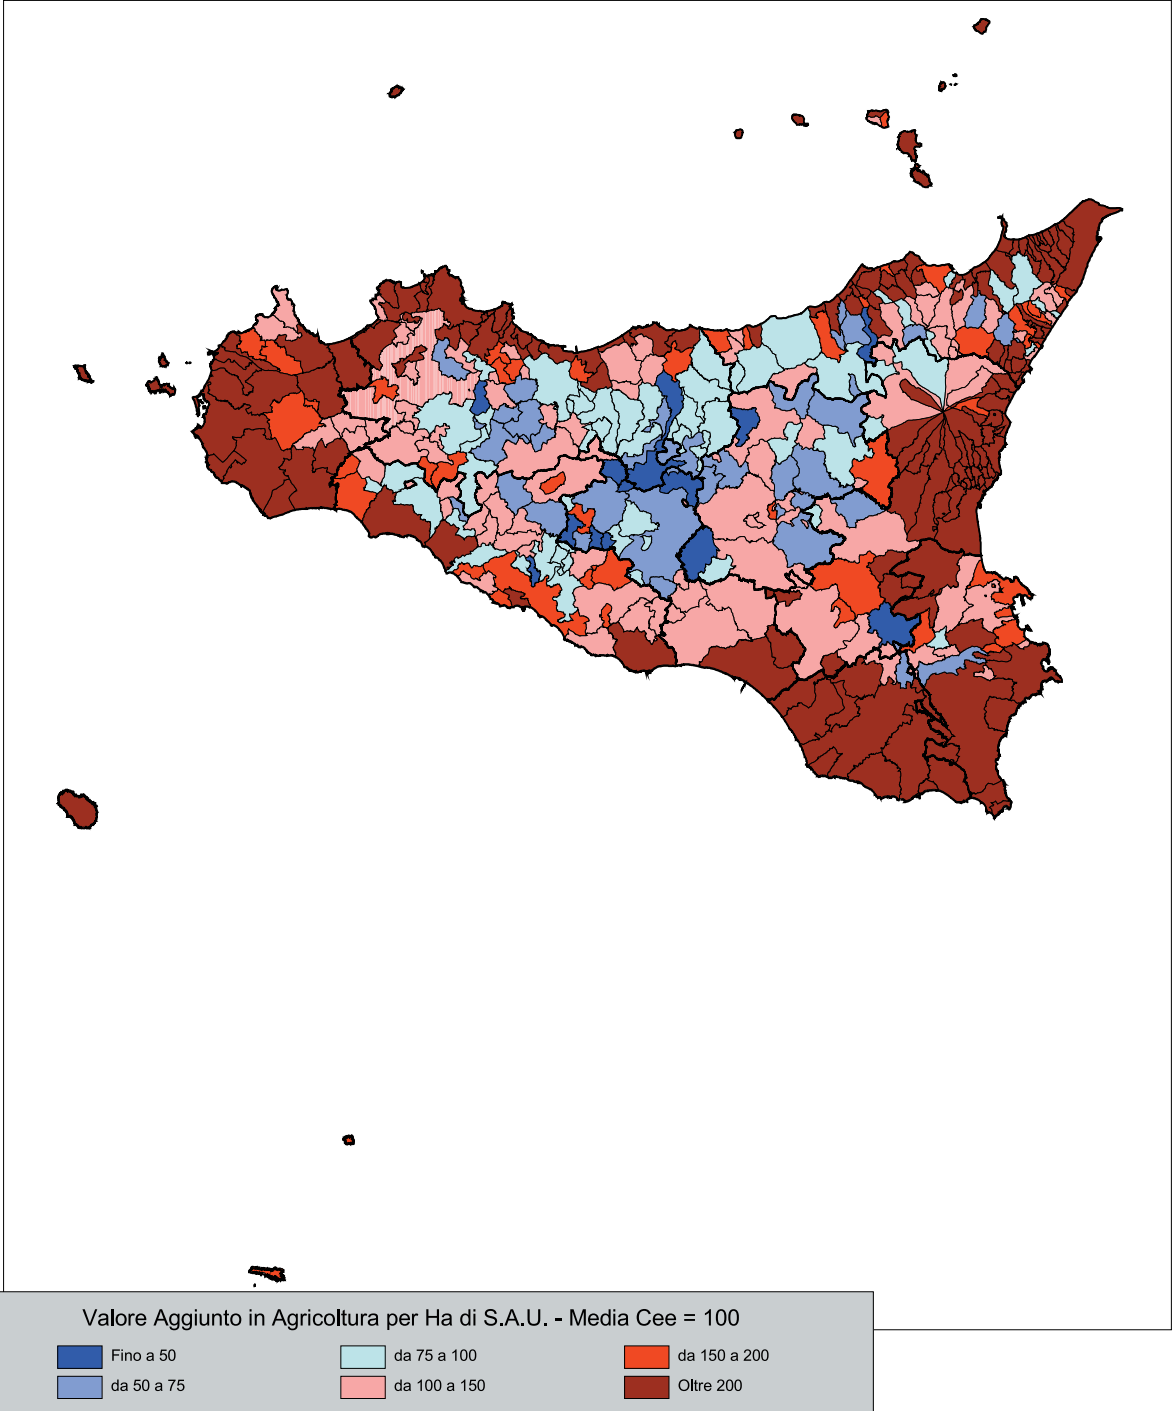 Valore Aggiunto in Agricoltura per Ha di S.A.U. - Media Cee = 100
Fino a 50
da 75 a 100
da 150 a 200
da 50 a 75
da 100 a 150
Oltre 200